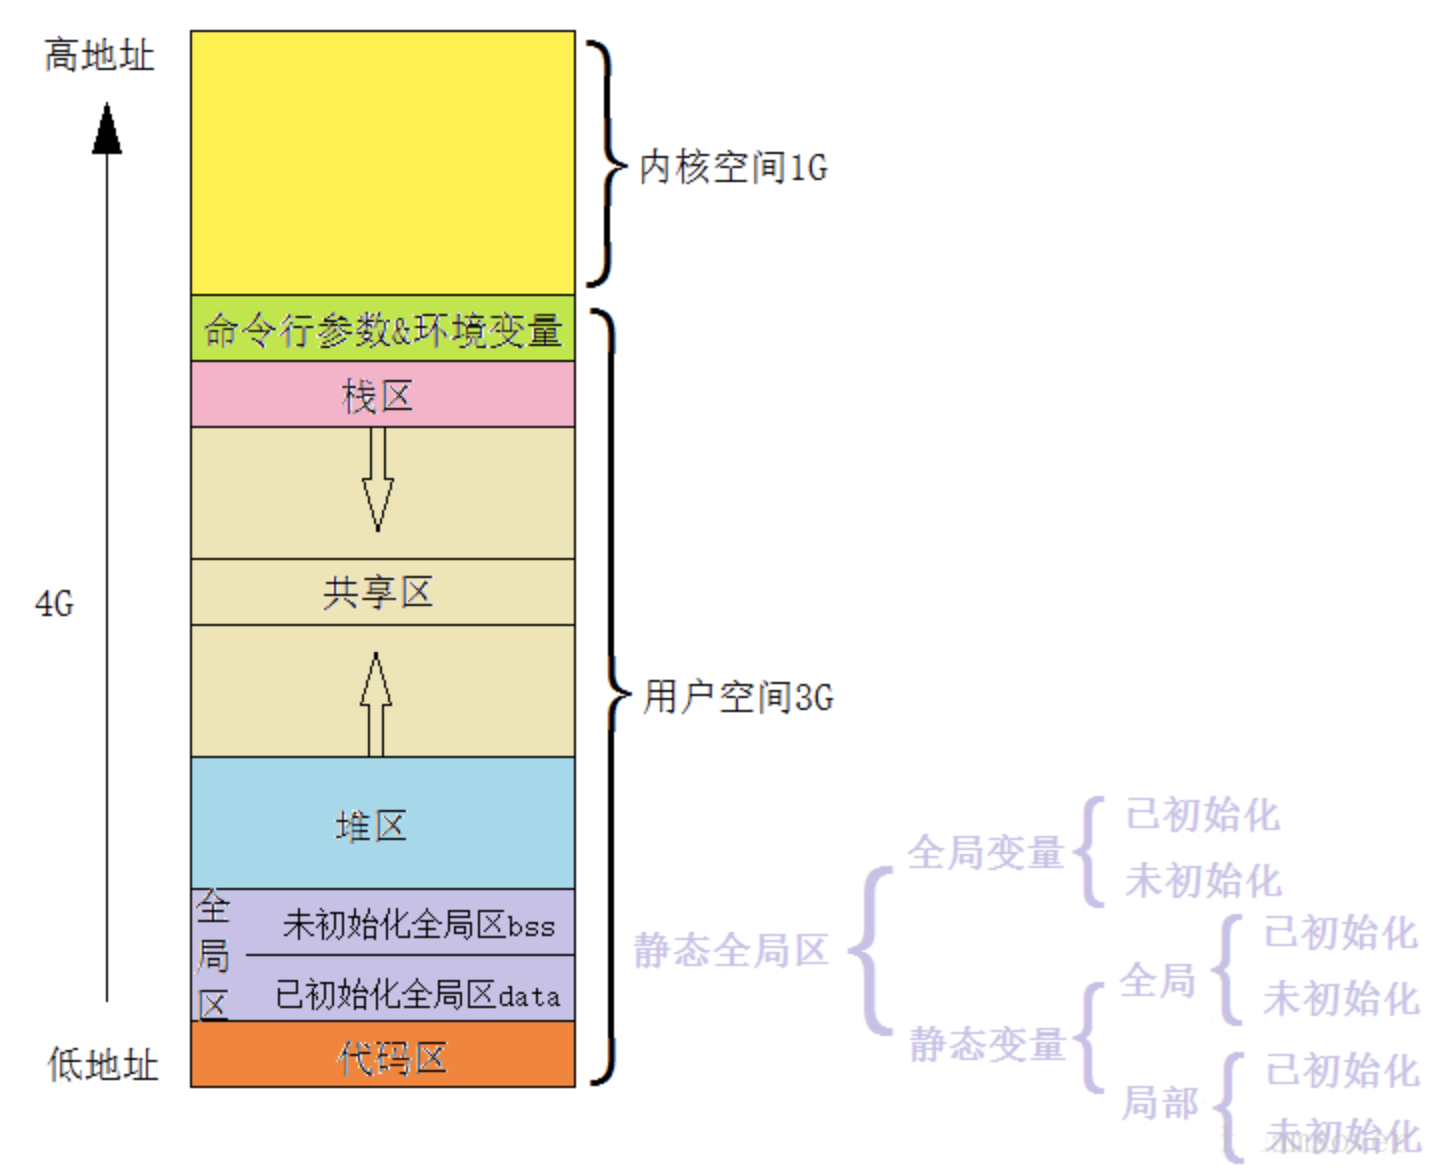 高地址
内核空间1G
命令行参数&环境变量
栈区
共享区
4G
用户空间3G
堆区
全局区
未初始化全局区bss
已初始化全局区data
代码区
低地址
静态全局区
全局变量
已初始化
未初始化
静态变量
全局
已初始化
未初始化
局部
已初始化
未初始化